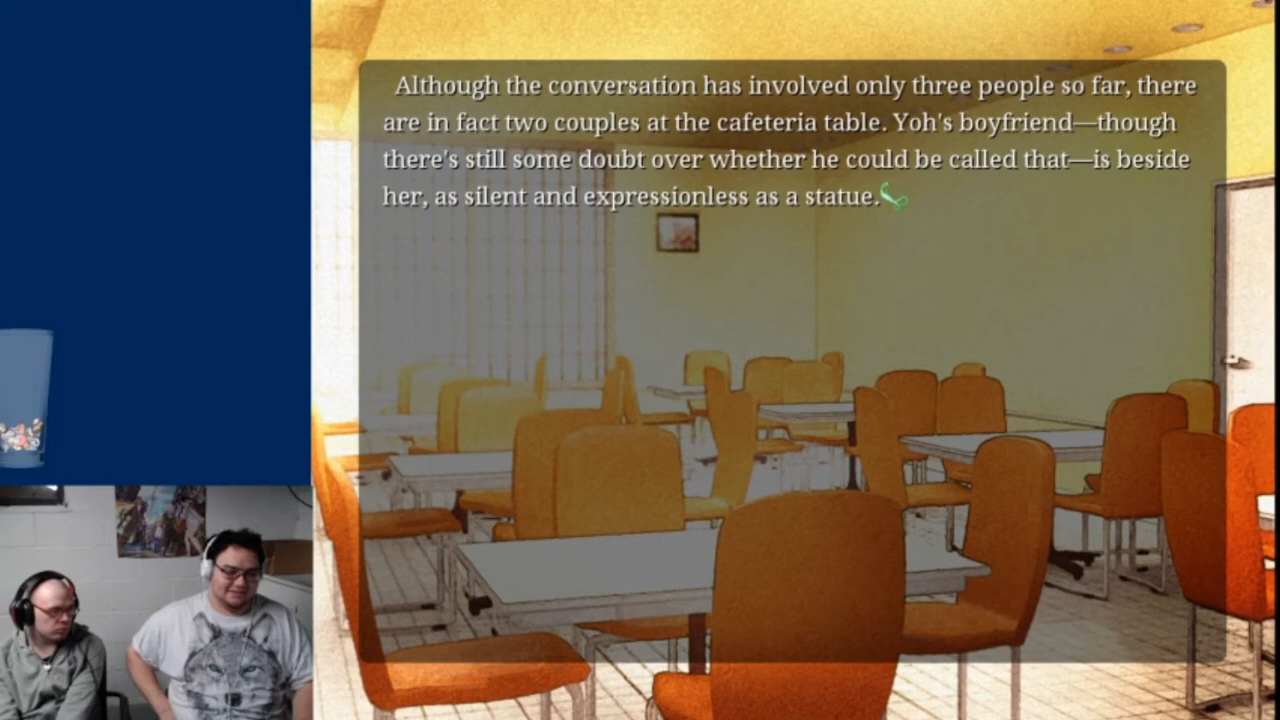 Although the conversation has involved only three people so far, there
are in fact two couples at the cafeteria table. Yoh's boyfriend—though
there's still some doubt over whether he could be called that—is beside
her, as silent and expressionless as a statue.